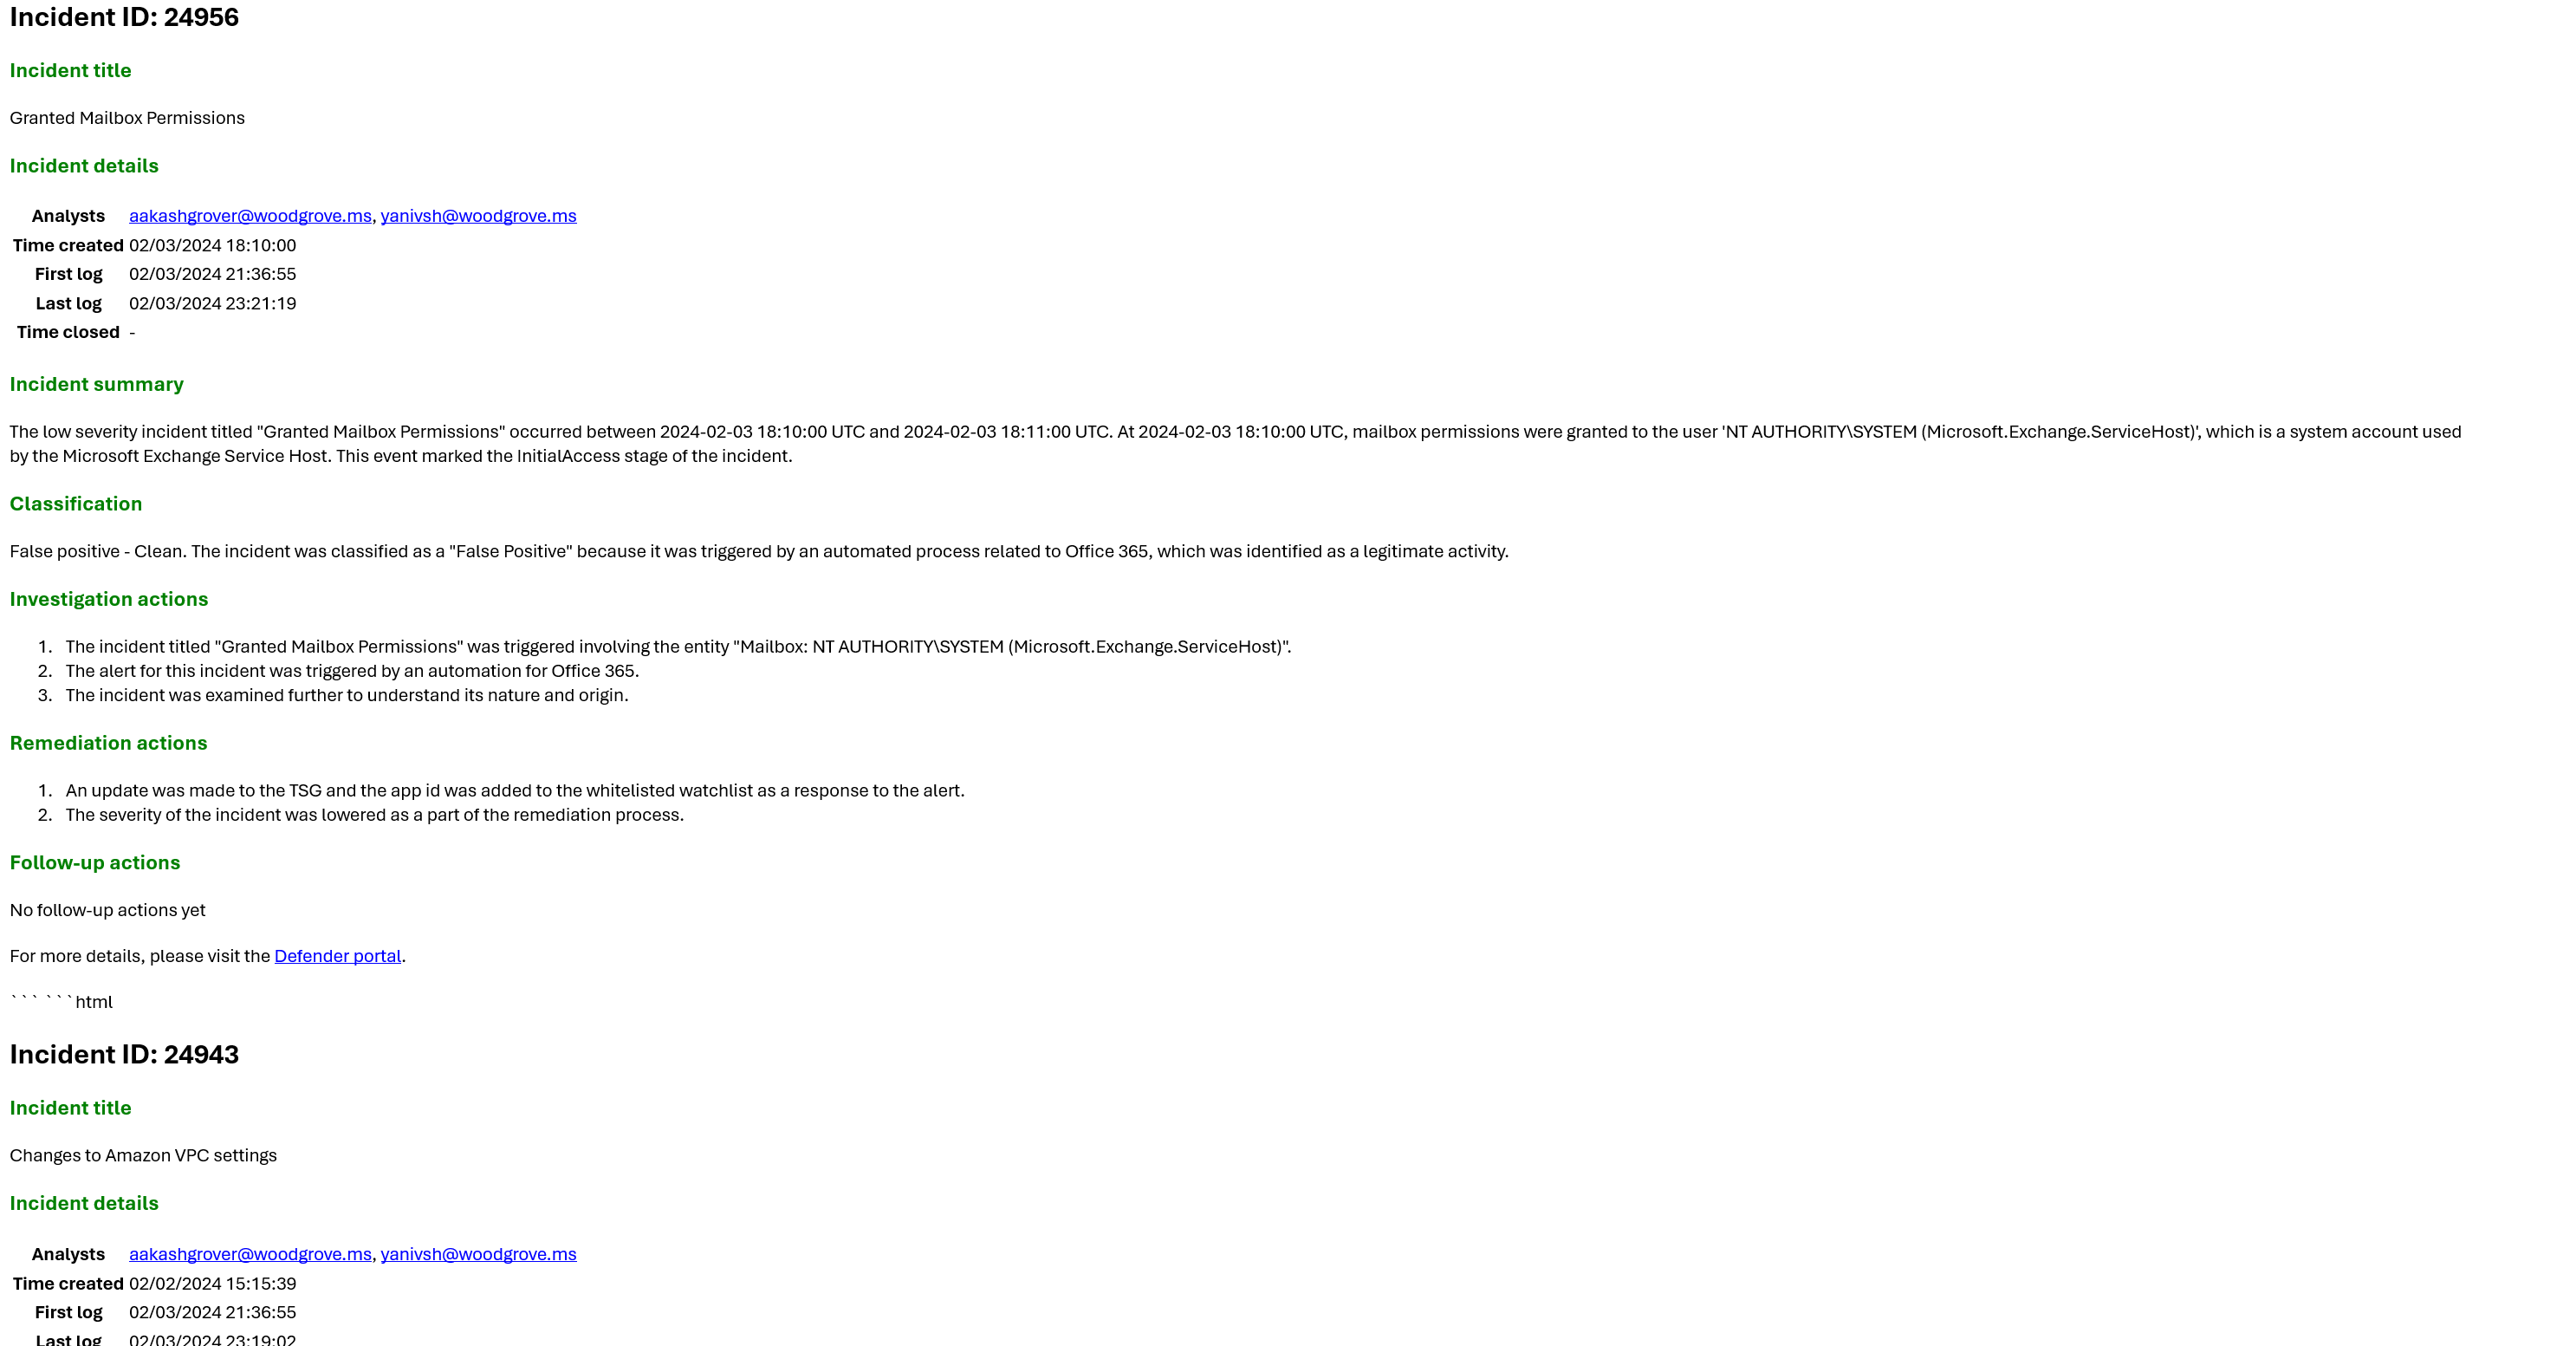 Incident ID: 24956
Incident title
Granted Mailbox Permissions
Incident details
Analysts aakashgrover@woodgrove.ms, yanivsh@woodgrove.ms
Time created 02/03/2024 18:10:00
First log 02/03/2024 21:36:55
Last log 02/03/2024 23:21:19
Time closed -
Incident summary
The low severity incident titled "Granted Mailbox Permissions" occurred between 2024-02-03 18:10:00 UTC and 2024-02-03 18:11:00 UTC. At 2024-02-03 18:10:00 UTC, mailbox permissions were granted to the user 'NT AUTHORITY\SYSTEM (Microsoft.Exchange.ServiceHost)', which is a system account used
by the Microsoft Exchange Service Host. This event marked the InitialAccess stage of the incident.
Classification
False positive - Clean. The incident was classified as a "False Positive" because it was triggered by an automated process related to Office 365, which was identified as a legitimate activity.
Investigation actions
1. The incident titled "Granted Mailbox Permissions" was triggered involving the entity "Mailbox: NT AUTHORITY\SYSTEM (Microsoft.Exchange.ServiceHost)".
2. The alert for this incident was triggered by an automation for Office 365.
3. The incident was examined further to understand its nature and origin.
Remediation actions
1. An update was made to the TSG and the app id was added to the whitelisted watchlist as a response to the alert.
2. The severity of the incident was lowered as a part of the remediation process.
Follow-up actions
No follow-up actions yet
For more details, please visit the Defender portal.
``` ```html
Incident ID: 24943
Incident title
Changes to Amazon VPC settings
Incident details
Analysts aakashgrover@woodgrove.ms, yanivsh@woodgrove.ms
Time created 02/02/2024 15:15:39
First log 02/03/2024 21:36:55
Last log 02/03/2024 23:19:02